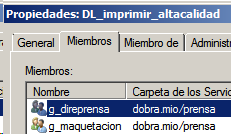 Propiedades: DL_imprimir_altacalidad
General Miembros Miembro de
Miembros:
Nombre Carpeta de los Servic
g_direprensa dobra.mio/prensa
g_maquetacion dobra.mio/prensa